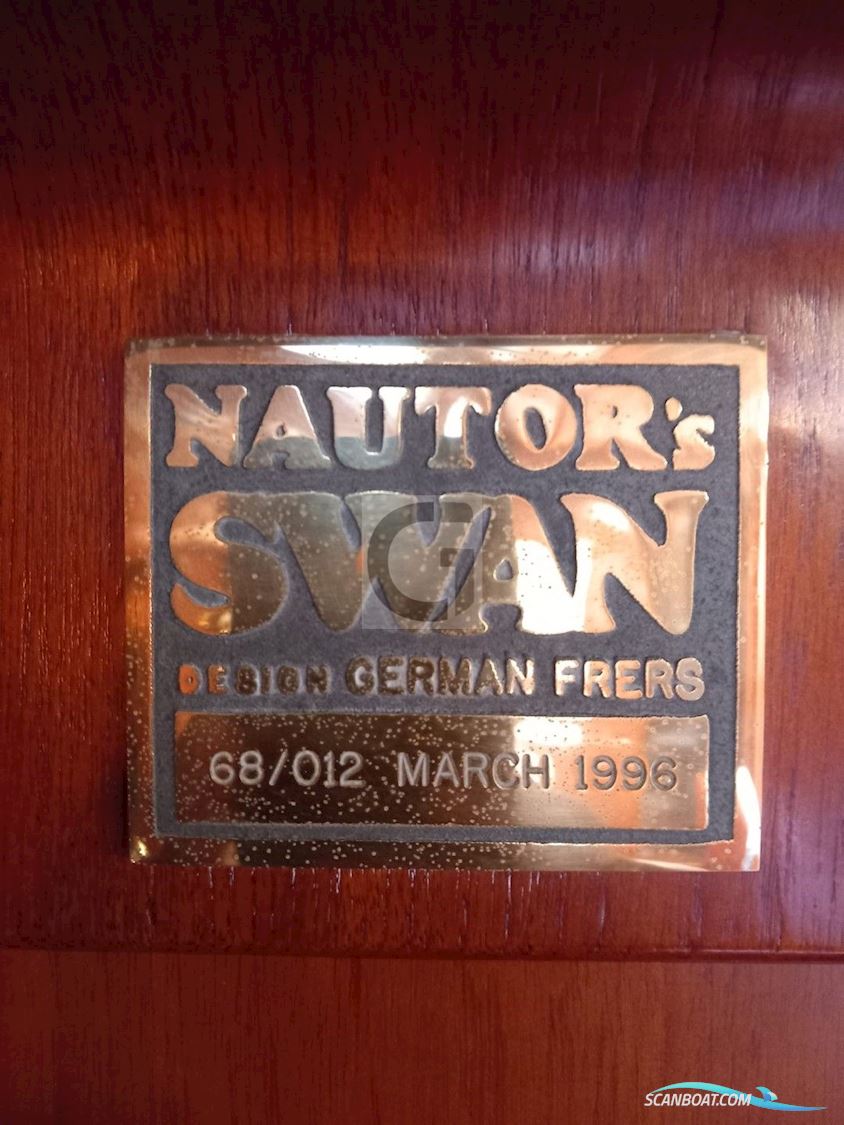 NAUTOR's
SWAN
DESIGN GERMAN FRERS
68/012 MARCH 1996
G
SCANBOAT.COM